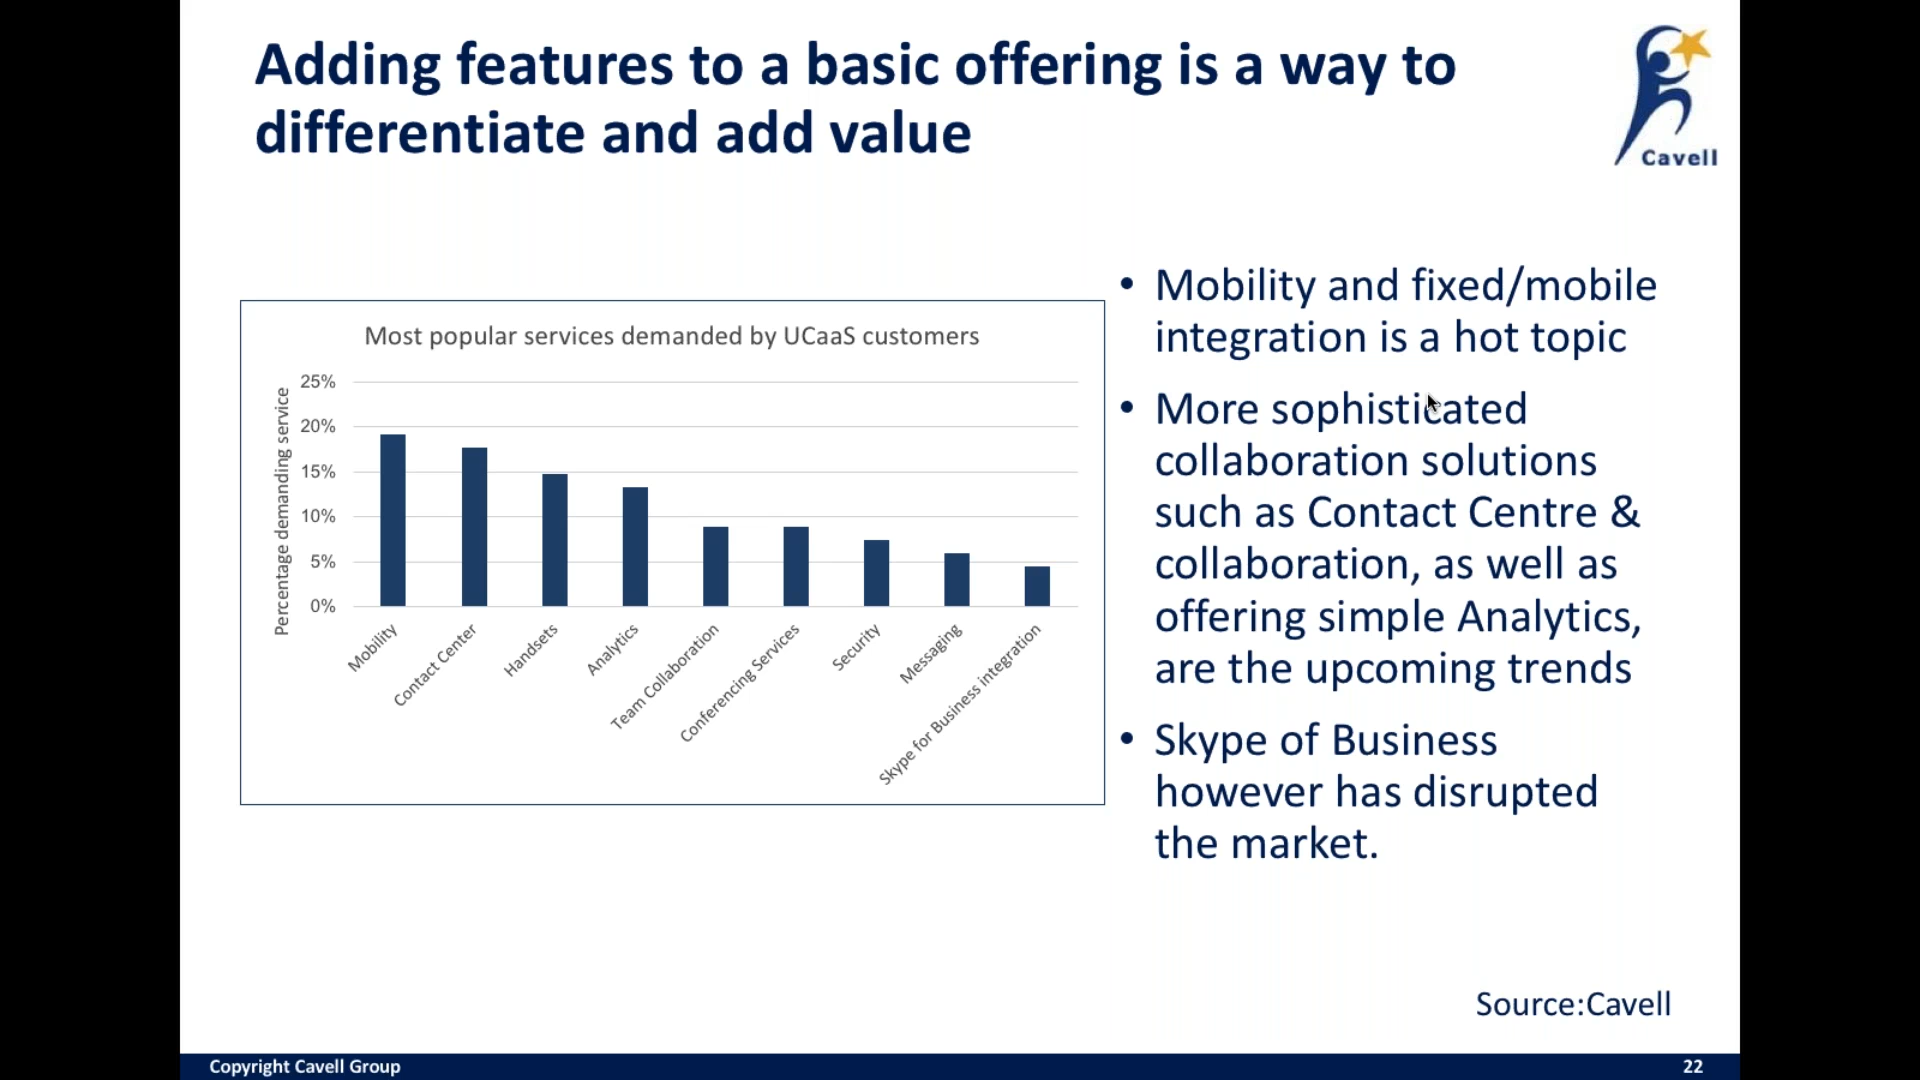 Adding features to a basic offering is a way to
differentiate and add value
Cavell
Most popular services demanded by UCaaS customers
Percentage demanding service
25%
20%
15%
10%
5%
0%
Mobility
Contact Center
Handsets
Analytics
Team Collaboration
Conferencing Services
Security
Messaging
Skype for Business integration
• Mobility and fixed/mobile
integration is a hot topic
• More sophisticated
collaboration solutions
such as Contact Centre &
collaboration, as well as
offering simple Analytics,
are the upcoming trends
• Skype of Business
however has disrupted
the market.
Source:Cavell
Copyright Cavell Group
22